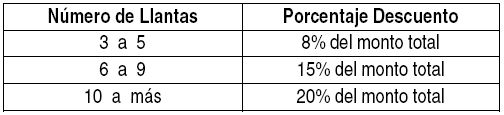 Número de Llantas Porcentaje Descuento
3 a 5 8% del monto total
6 a 9 15% del monto total
10 a más 20% del monto total